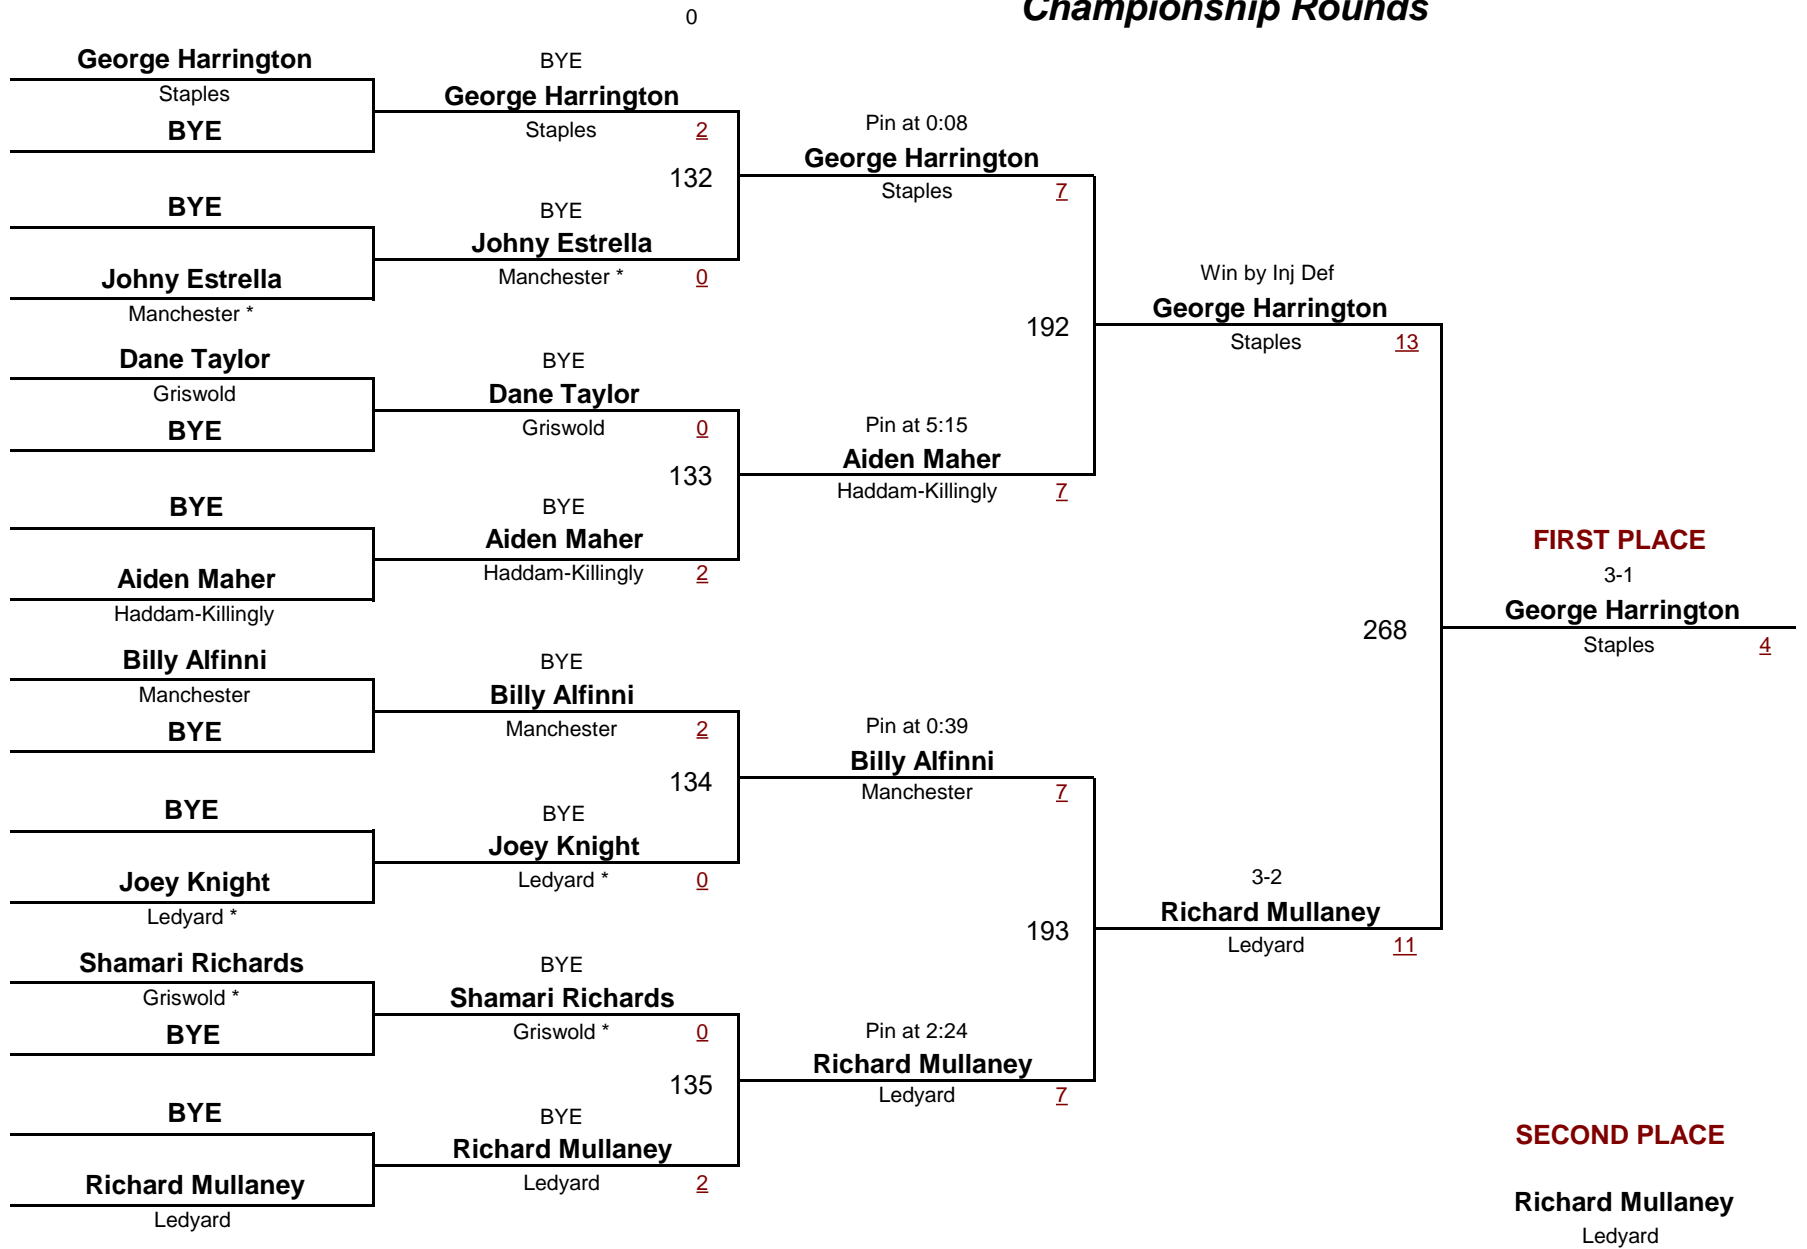 Championship Rounds
0
George Harrington
Staples
BYE
BYE
Johny Estrella
Manchester *
Dane Taylor
Griswold
BYE
BYE
Aiden Maher
Haddam-Killingly
Billy Alfinni
Manchester
BYE
BYE
Joey Knight
Ledyard *
Shamari Richards
Griswold *
BYE
BYE
Richard Mullaney
Ledyard
BYE
George Harrington
Staples 2
132
BYE
Johny Estrella
Manchester * 0
BYE
Dane Taylor
Griswold 0
133
BYE
Aiden Maher
Haddam-Killingly 2
BYE
Billy Alfinni
Manchester 2
134
BYE
Joey Knight
Ledyard * 0
BYE
Shamari Richards
Griswold * 0
135
BYE
Richard Mullaney
Ledyard 2
Pin at 0:08
George Harrington
Staples 7
192
Pin at 5:15
Aiden Maher
Haddam-Killingly 7
Pin at 0:39
Billy Alfinni
Manchester 7
193
Pin at 2:24
Richard Mullaney
Ledyard 7
Win by Inj Def
George Harrington
Staples 13
268
3-2
Richard Mullaney
Ledyard 11
FIRST PLACE
3-1
George Harrington
Staples 4
SECOND PLACE
Richard Mullaney
Ledyard